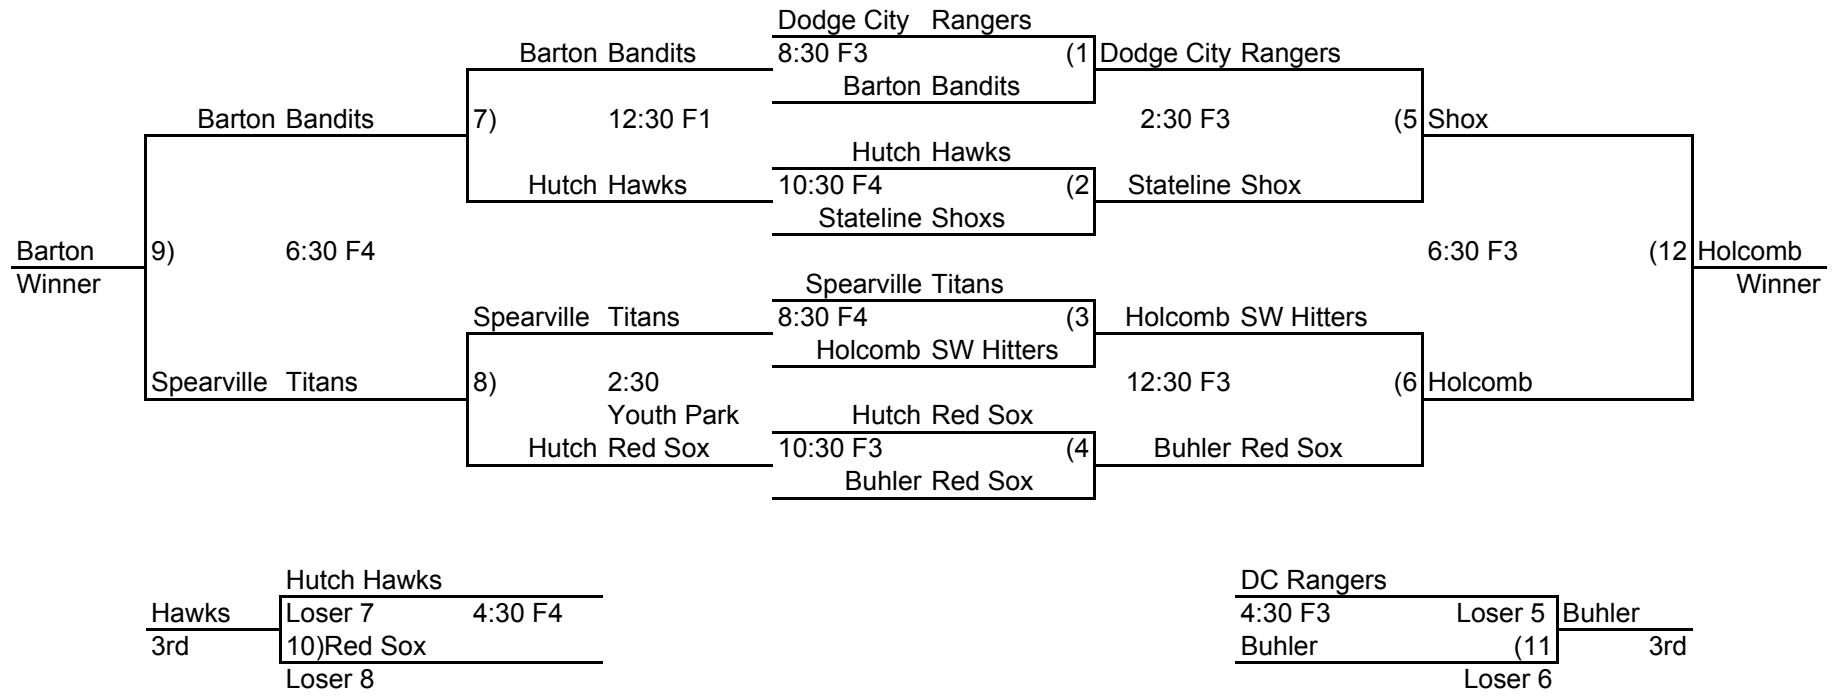 Dodge City Rangers
Barton Bandits 8:30 F3 (1 Dodge City Rangers
Barton Bandits
Barton Bandits 7) 12:30 F1 2:30 F3 (5 Shox
Hutch Hawks
Hutch Hawks 10:30 F4 (2 Stateline Shox
Stateline Shoxs
Barton 9) 6:30 F4 6:30 F3 (12 Holcomb
Winner Spearville Titans Winner
Spearville Titans 8:30 F4 (3 Holcomb SW Hitters
Holcomb SW Hitters
Spearville Titans 8) 2:30 12:30 F3 (6 Holcomb
Youth Park Hutch Red Sox
Hutch Red Sox 10:30 F3 (4 Buhler Red Sox
Buhler Red Sox
Hutch Hawks DC Rangers
Hawks Loser 7 4:30 F4 4:30 F3 Loser 5 Buhler
3rd 10)Red Sox Buhler (11 3rd
Loser 8 Loser 6